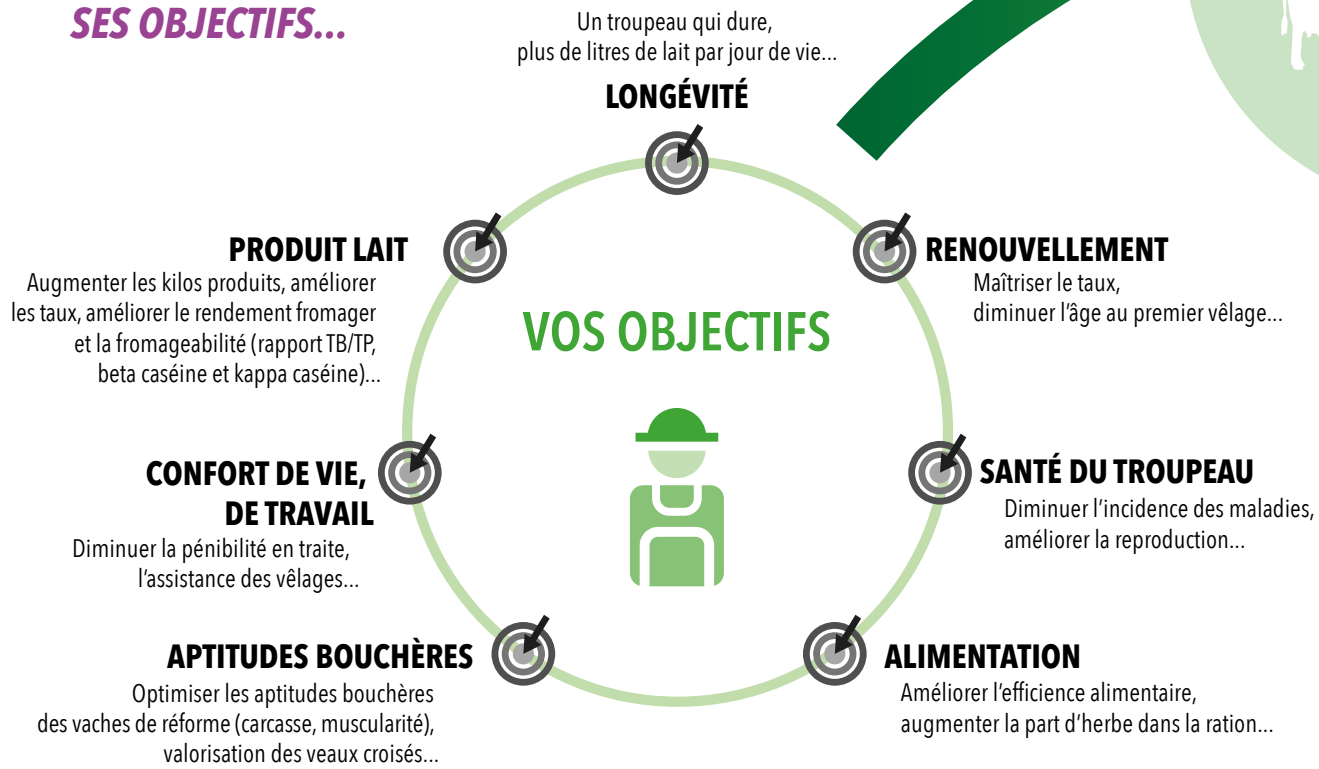 SES OBJECTIFS...
Un troupeau qui dure,
plus de litres de lait par jour de vie...
LONGÉVITÉ
PRODUIT LAIT
Augmenter les kilos produits, améliorer
les taux, améliorer le rendement fromager
et la fromageabilité (rapport TB/TP,
beta caséine et kappa caséine)...
RENOUVELLEMENT
Maîtriser le taux,
diminuer l’âge au premier vêlage...
VOS OBJECTIFS
CONFORT DE VIE,
DE TRAVAIL
Diminuer la pénibilité en traite,
l’assistance des vêlages...
SANTÉ DU TROUPEAU
Diminuer l’incidence des maladies,
améliorer la reproduction...
APTITUDES BOUCHÈRES
Optimiser les aptitudes bouchères
des vaches de réforme (carcasse, muscularité),
valorisation des veaux croisés...
ALIMENTATION
Améliorer l’efficience alimentaire,
augmenter la part d’herbe dans la ration...